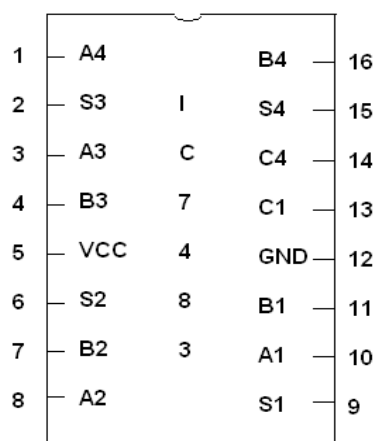 1 A4 B4 16
2 S3 I S4 15
3 A3 C C4 14
4 B3 7 C1 13
5 VCC 4 GND 12
6 S2 8 B1 11
7 B2 3 A1 10
8 A2 S1 9